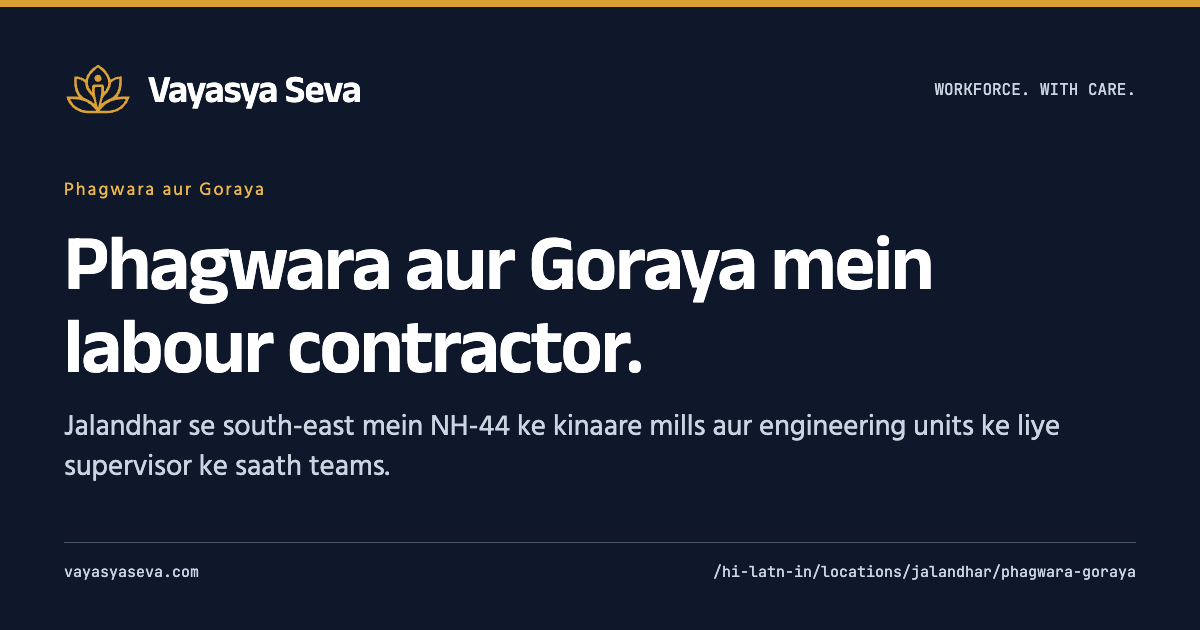 Vayasya Seva
WORKFORCE. WITH CARE.
Phagwara aur Goraya
Phagwara aur Goraya mein
labour contractor.
Jalandhar se south-east mein NH-44 ke kinaare mills aur engineering units ke liye
supervisor ke saath teams.
vayasyaseva.com
/hi-latn-in/locations/jalandhar/phagwara-goraya